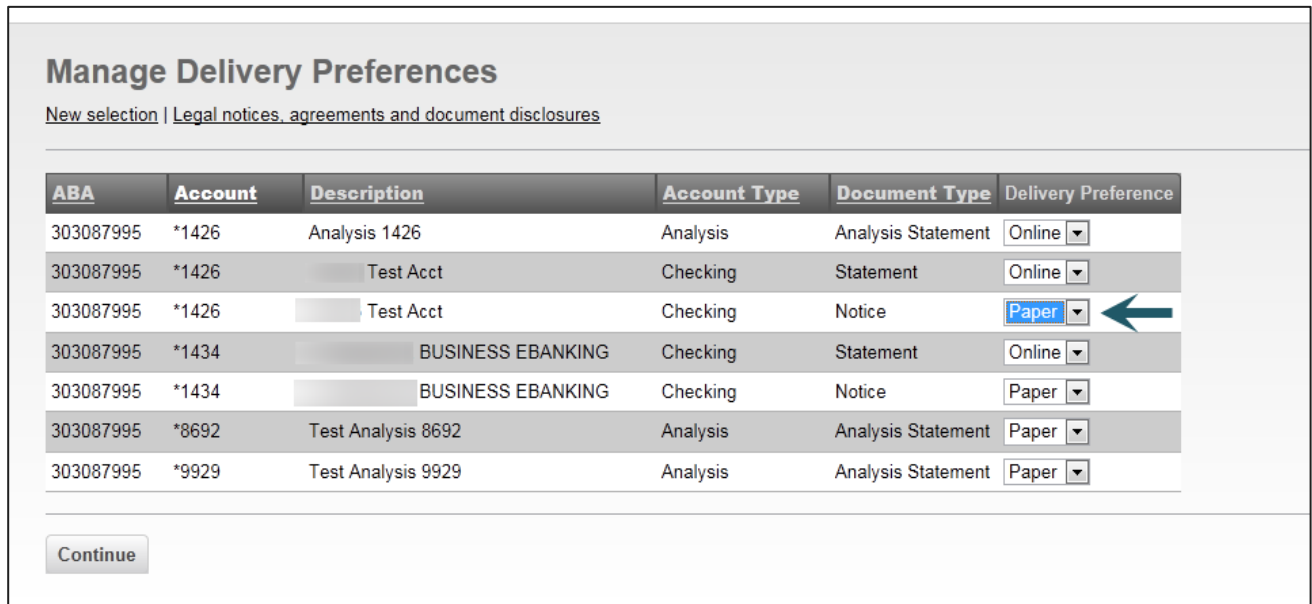 Manage Delivery Preferences
New selection | Legal notices, agreements and document disclosures
ABA Account Description Account Type Document Type Delivery Preference
303087995 *1426 Analysis 1426 Analysis Analysis Statement Online
303087995 *1426 Test Acct Checking Statement Online
303087995 *1426 Test Acct Checking Notice Paper
303087995 *1434 BUSINESS EBANKING Checking Statement Online
303087995 *1434 BUSINESS EBANKING Checking Notice Paper
303087995 *8692 Test Analysis 8692 Analysis Analysis Statement Paper
303087995 *9929 Test Analysis 9929 Analysis Analysis Statement Paper
Continue